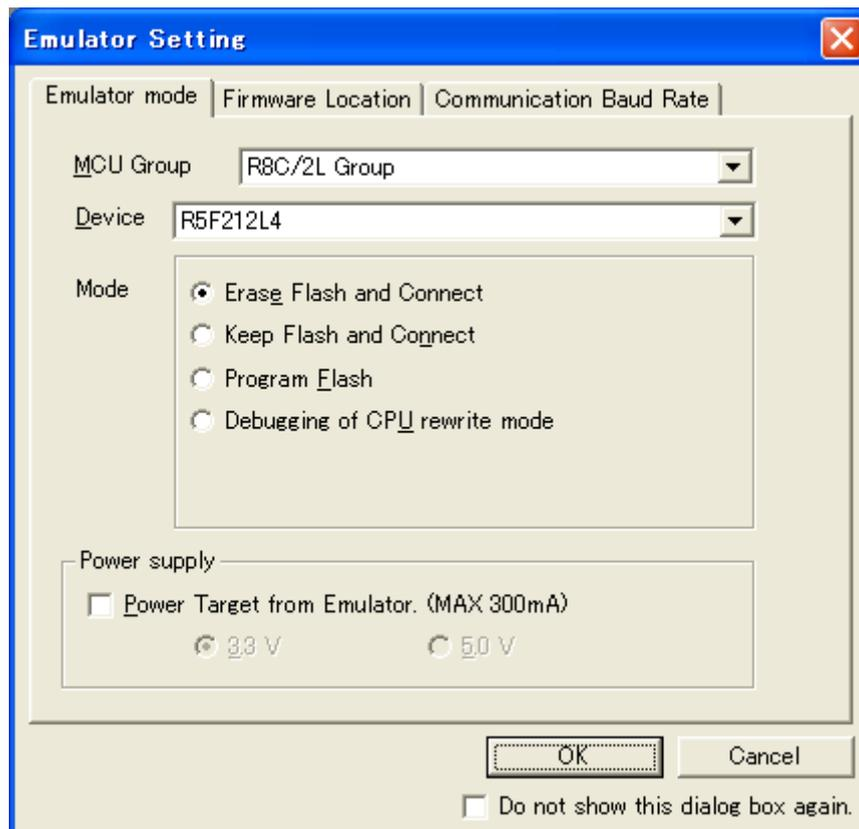 Emulator Setting
Emulator mode Firmware Location Communication Baud Rate
MCU Group R8C/2L Group
Device R5F212L4
Mode
Erase Flash and Connect
Keep Flash and Connect
Program Flash
Debugging of CPU rewrite mode
Power supply
Power Target from Emulator. (MAX 300mA)
3.3 V 5.0 V
OK Cancel
Do not show this dialog box again.